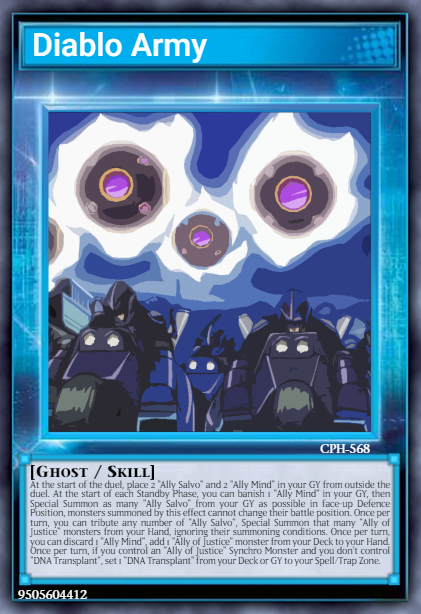 Diablo Army
CPH-568
[Ghost / Skill]
At the start of the duel, place 2 "Ally Salvo" and 2 "Ally Mind" in your GY from outside the
duel. At the start of each Standby Phase, you can banish 1 "Ally Mind" in your GY, then
Special Summon as many "Ally Salvo" from your GY as possible in face-up Defence
Position, monsters summoned by this effect cannot change their battle position. Once per
turn, you can tribute any number of "Ally Salvo", Special Summon that many "Ally of
Justice" monsters from your Hand, ignoring their summoning conditions. Once per turn,
you can discard 1 "Ally Mind", add 1 "Ally of Justice" monster from your Deck to your Hand.
Once per turn, if you control an "Ally of Justice" Synchro Monster and you don't control
"DNA Transplant", set 1 "DNA Transplant" from your Deck or GY to your Spell/Trap Zone.
9505604412